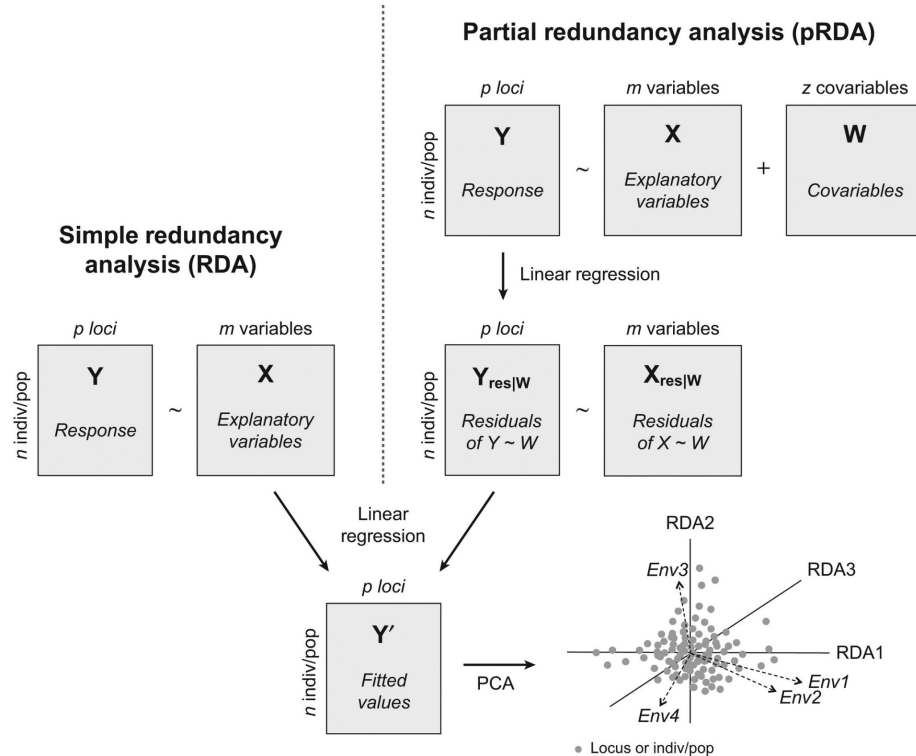 Partial redundancy analysis (pRDA)
p loci
m variables
z covariables
n indiv/pop
Y
Response
~
X
Explanatory
variables
+
W
Covariables
Linear regression
Simple redundancy
analysis (RDA)
p loci
m variables
n indiv/pop
Y
Response
~
X
Explanatory
variables
p loci
m variables
n indiv/pop
Yres|W
Residuals
of Y ~ W
~
Xres|W
Residuals
of X ~ W
Linear
regression
p loci
n indiv/pop
Y′
Fitted
values
PCA
RDA2
Env3
RDA3
RDA1
Env1
Env2
Env4
Locus or indiv/pop